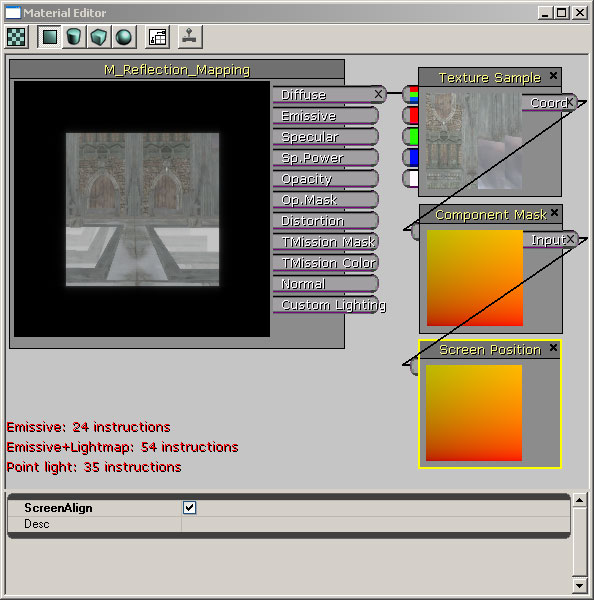 Material Editor
M_Reflection_Mapping
Diffuse
Emissive
Specular
Sp.Power
Opacity
Op.Mask
Distortion
TMission Mask
TMission Color
Normal
Custom Lighting
Texture Sample
Coord
Component Mask
Input
Screen Position
Emissive: 24 instructions
Emissive+Lightmap: 54 instructions
Point light: 35 instructions
ScreenAlign
Desc